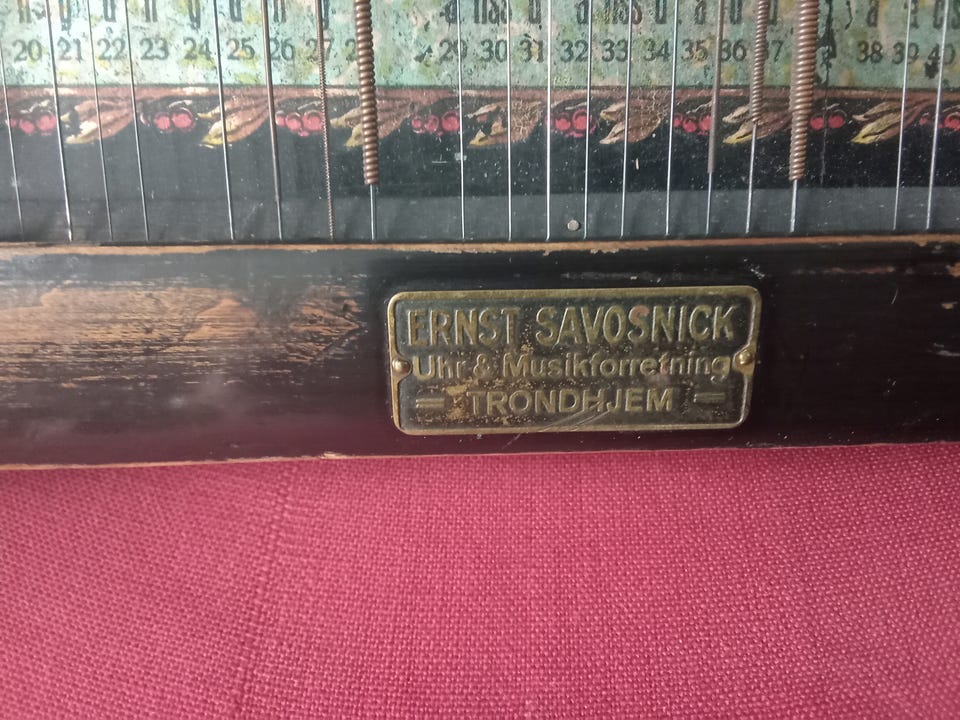 20 21 22 23 24 25 26 27 29 30 31 32 33 34 35 36 37 38 39 40
ERNST SAVOSNICK
Uhr & Musikforretning
= TRONDHJEM =